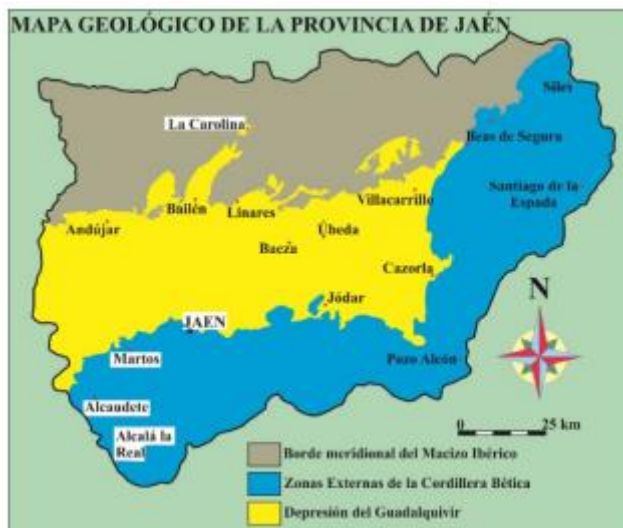 MAPA GEOLÓGICO DE LA PROVINCIA DE JAÉN
Siles
La Carolina
Beas de Segura
Santiago de la
Espada
Villacarrillo
Bailén
Linares
Andújar
Úbeda
Baeza
Cazorla
N
Jódar
JAEN
Martos
Pozo Alcón
Alcaudete
0 25 km
Alcalá la
Real
Borde meridional del Macizo Ibérico
Zonas Externas de la Cordillera Bética
Depresión del Guadalquivir